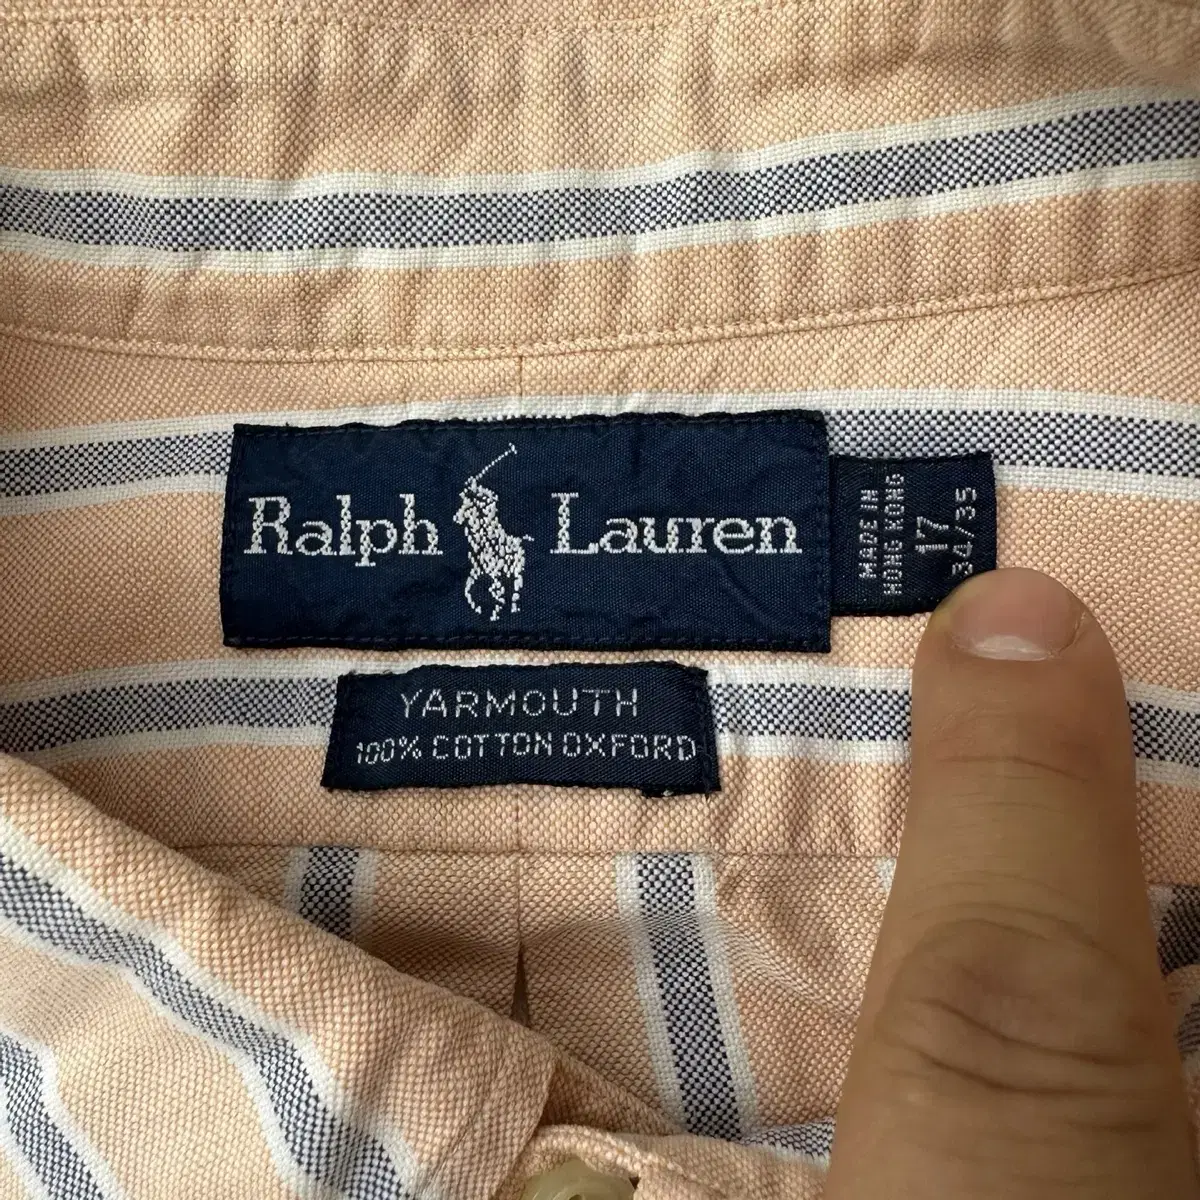 Ralph Lauren
MADE IN
HONG KONG
17
34/35
YARMOUTH
100% COTTON OXFORD